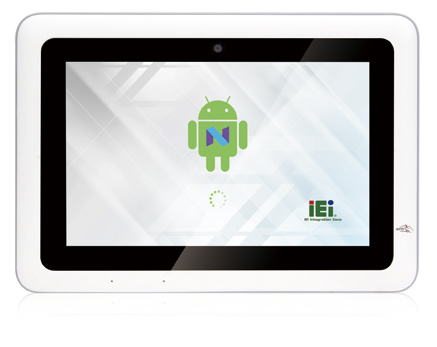 N
iEi
iEi Integration Corp.